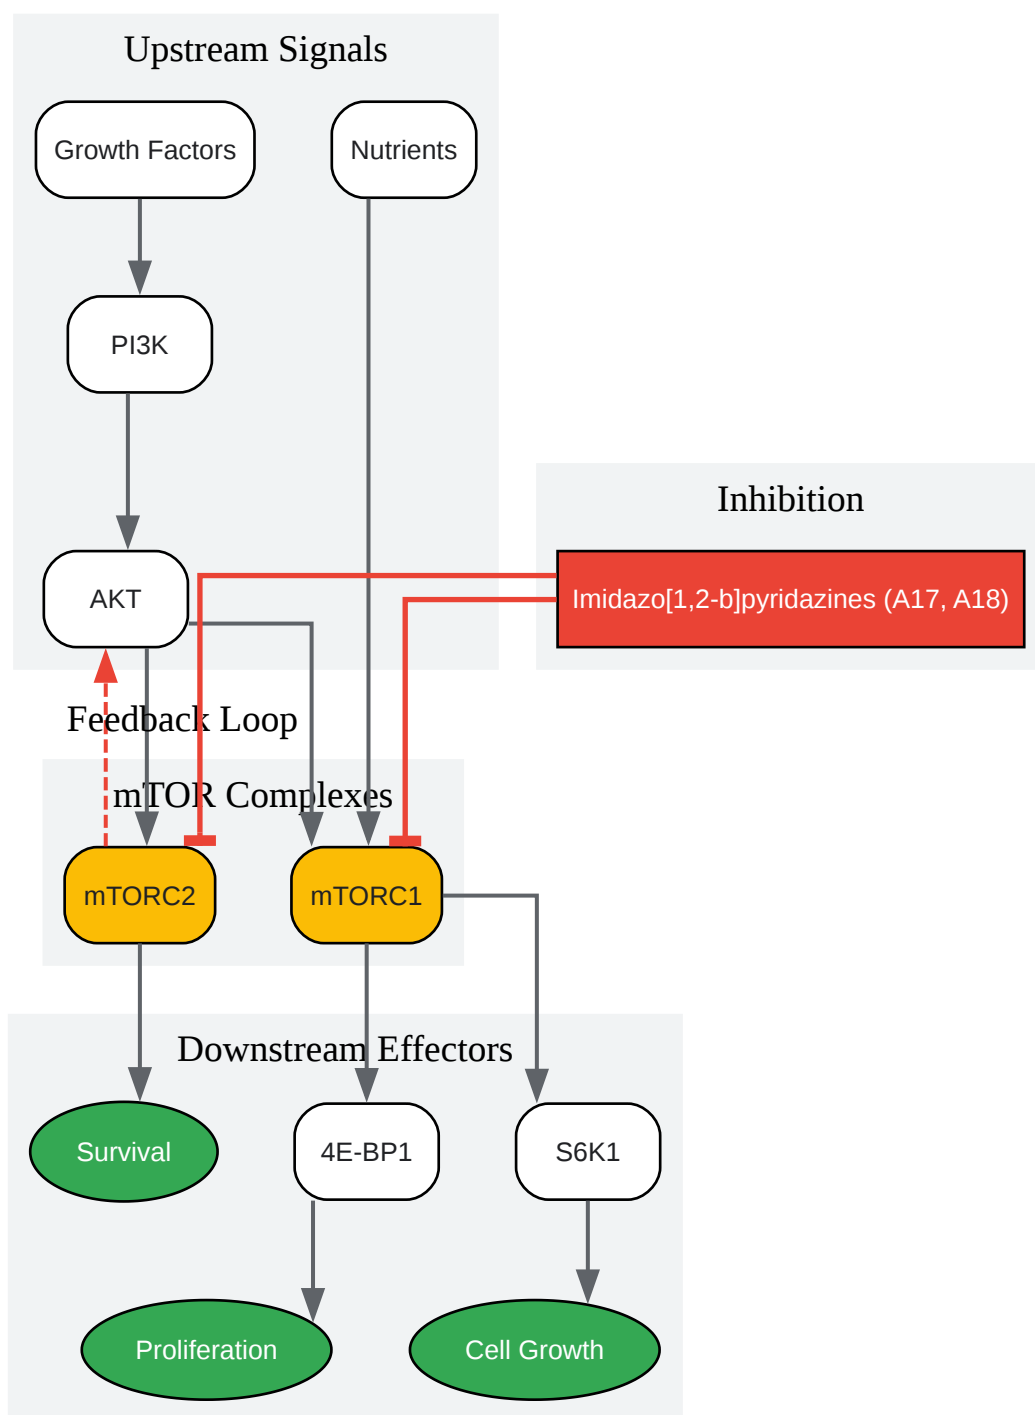 Upstream Signals
Growth Factors
Nutrients
PI3K
Inhibition
AKT
Imidazo[1,2-b]pyridazines (A17, A18)
Feedback Loop
mTOR Complexes
mTORC2
mTORC1
Downstream Effectors
Survival
4E-BP1
S6K1
Proliferation
Cell Growth